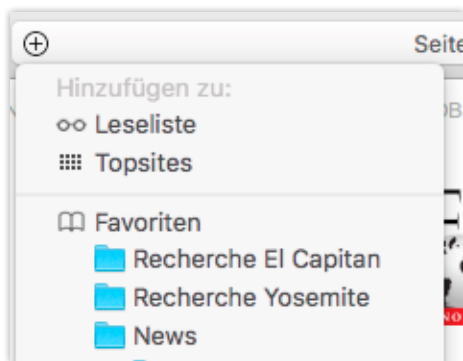 Seite
Hinzufügen zu:
Leseliste
Topsites
Favoriten
Recherche El Capitan
Recherche Yosemite
News